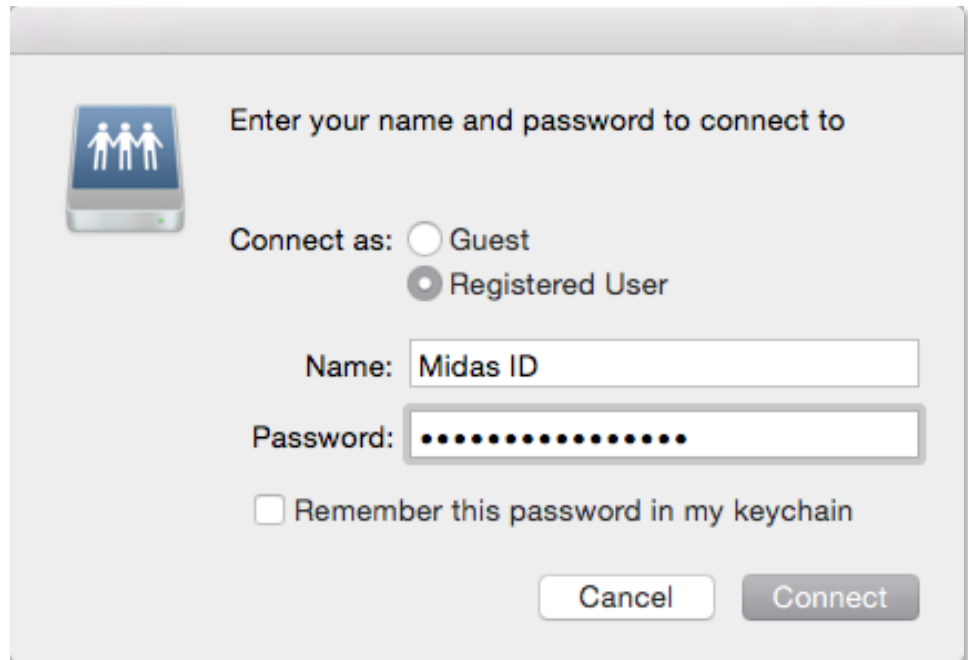 Enter your name and password to connect to
Connect as: Guest
Registered User
Name: Midas ID
Password: ••••••••••••••••
Remember this password in my keychain
Cancel Connect